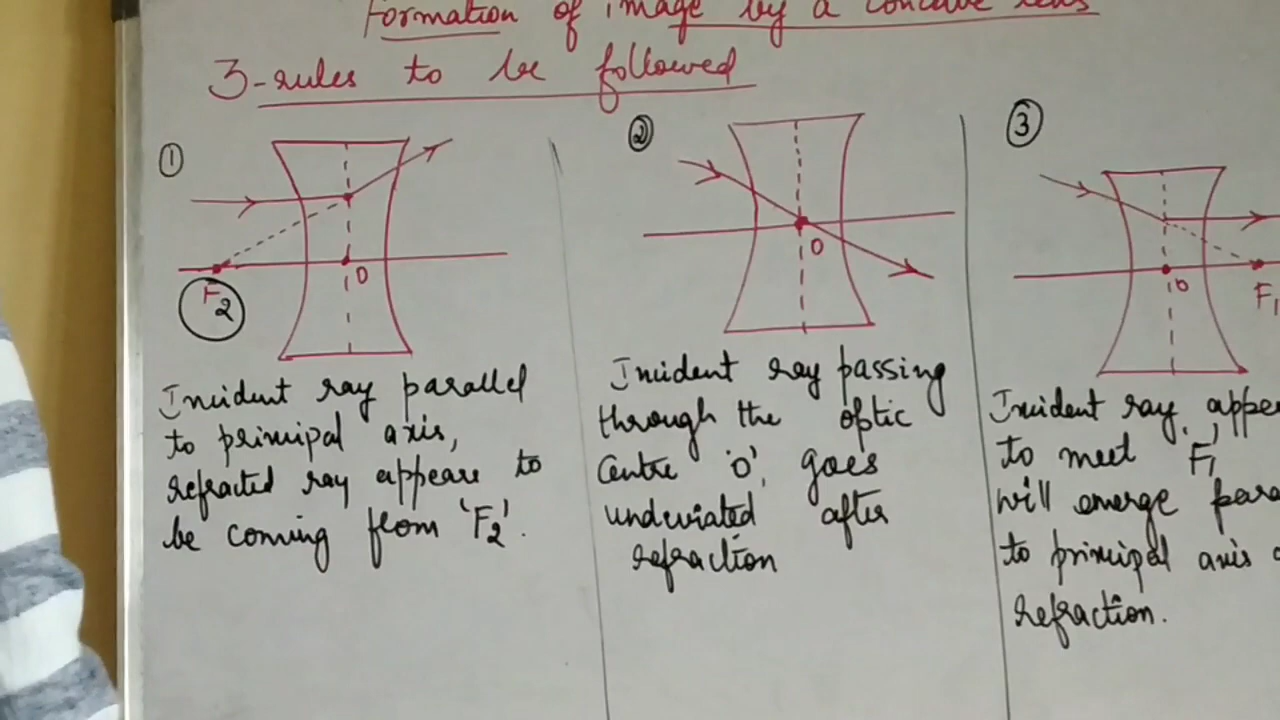 Formation of image by a concave lens
3-rules to be followed
①
F2
O
Incident ray parallel
to principal axis,
refracted ray appears to
be coming from 'F2'.
②
O
Incident ray passing
through the optic
Centre 'O', goes
undeviated after
refraction
③
O
F1
Incident ray, appe
to meet 'F1'
will emerge para
to principal axis
refraction.